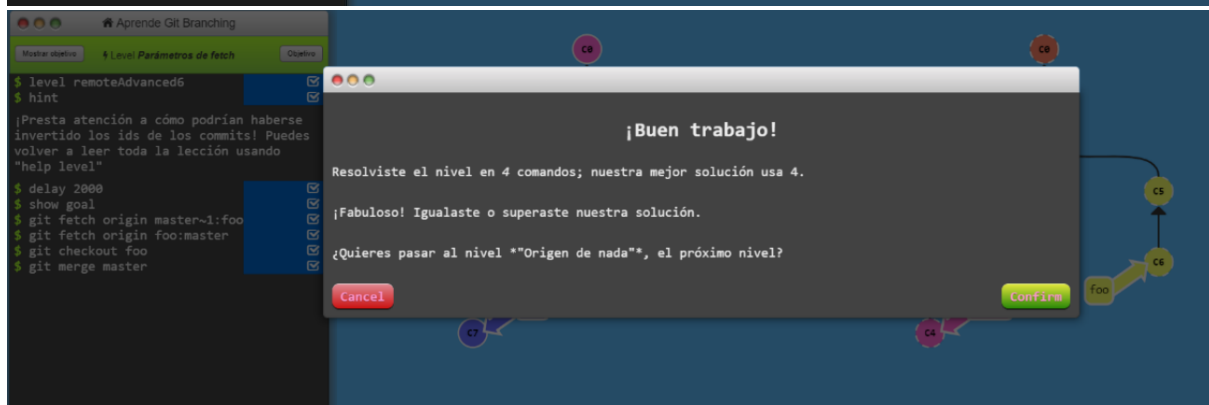 Aprende Git Branching
Mostrar objetivo
Level Parámetros de fetch
Objetivo
$ level remoteAdvanced6
$ hint
¡Presta atención a cómo podrían haberse
invertido los ids de los commits! Puedes
volver a leer toda la lección usando
"help level"
$ delay 2000
$ show goal
$ git fetch origin master~1:foo
$ git fetch origin foo:master
$ git checkout foo
$ git merge master
C0
C0
¡Buen trabajo!
Resolviste el nivel en 4 comandos; nuestra mejor solución usa 4.
¡Fabuloso! Igualaste o superaste nuestra solución.
¿Quieres pasar al nivel *"Origen de nada"*, el próximo nivel?
Cancel
Confirm
C5
C6
foo
C7
C4